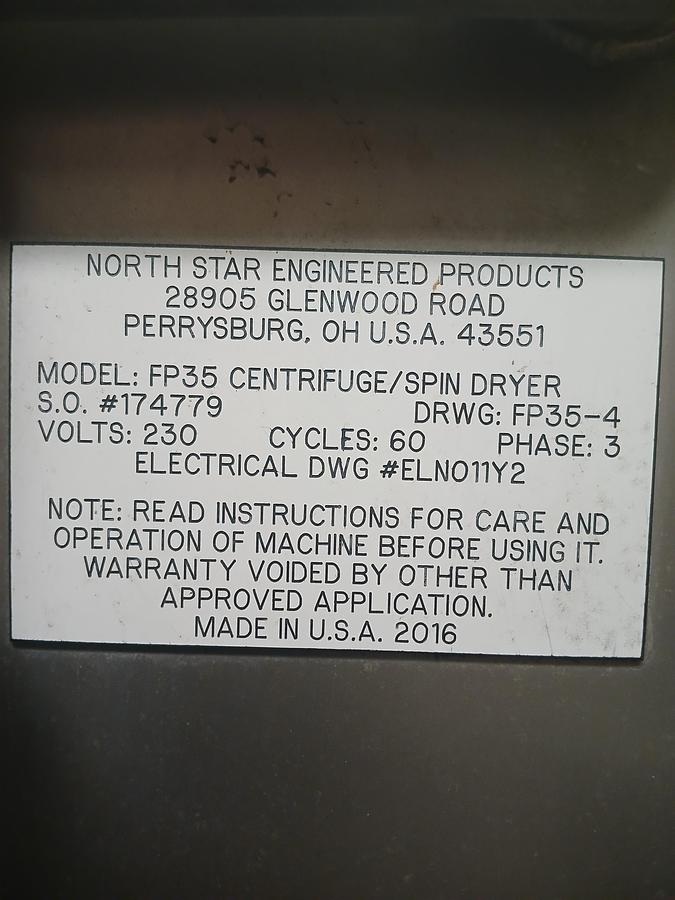 NORTH STAR ENGINEERED PRODUCTS
28905 GLENWOOD ROAD
PERRYSBURG, OH U.S.A. 43551
MODEL: FP35 CENTRIFUGE/SPIN DRYER
S.O. #174779 DRWG: FP35-4
VOLTS: 230 CYCLES: 60 PHASE: 3
ELECTRICAL DWG #ELNO11Y2
NOTE: READ INSTRUCTIONS FOR CARE AND
OPERATION OF MACHINE BEFORE USING IT.
WARRANTY VOIDED BY OTHER THAN
APPROVED APPLICATION.
MADE IN U.S.A. 2016